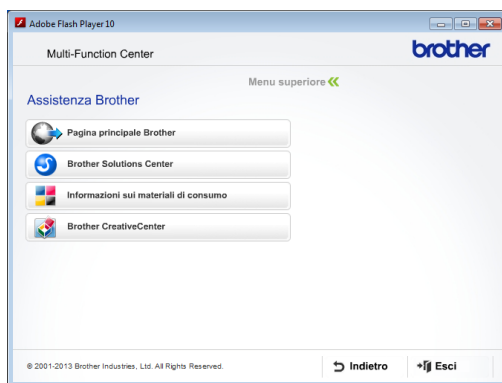 Adobe Flash Player 10
Multi-Function Center
brother
Menu superiore
Assistenza Brother
Pagina principale Brother
Brother Solutions Center
Informazioni sui materiali di consumo
Brother CreativeCenter
© 2001-2013 Brother Industries, Ltd. All Rights Reserved.
Indietro
Esci